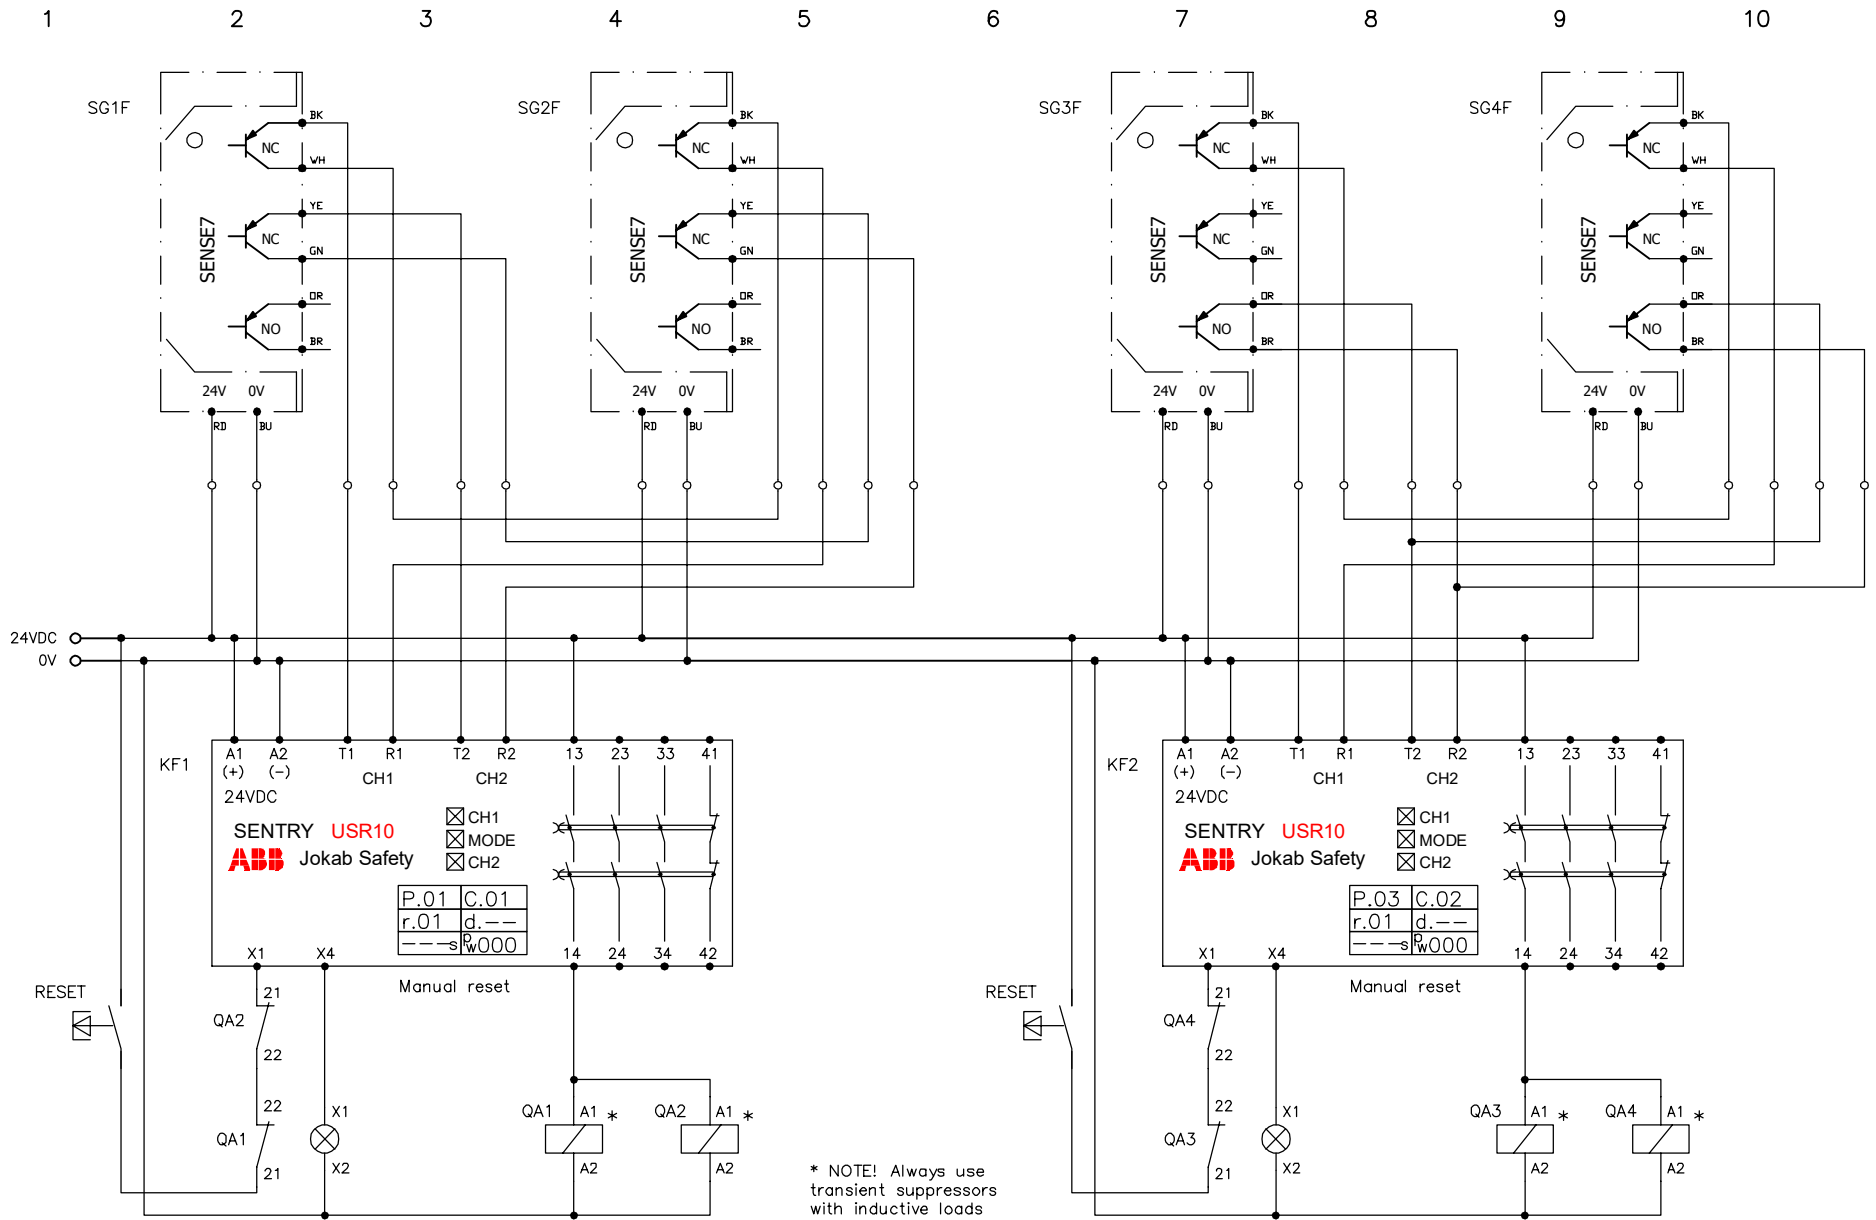 1 2 3 4 5 6 7 8 9 10
SG1F SG2F SG3F SG4F
BK BK BK BK
NC NC NC NC
WH WH WH WH
YE YE YE YE
NC NC NC NC
SENSE7 SENSE7 SENSE7 SENSE7
GN GN GN GN
OR OR OR OR
NO NO NO NO
BR BR BR BR
24V 0V 24V 0V 24V 0V 24V 0V
RD BU RD BU RD BU RD BU
24VDC
0V
KF1
A1 A2 T1 R1 T2 R2 13 23 33 41
(+) (-) CH1 CH2
24VDC
CH1
SENTRY USR10
MODE
ABB Jokab Safety
CH2
P.01 C.01
r.01 d.--
---s Pw000
X1 X4 14 24 34 42
Manual reset
RESET
21
QA2
22
22
QA1
21
X1
X2
QA1 A1 * QA2 A1 *
A2 A2
* NOTE! Always use
transient suppressors
with inductive loads
KF2
A1 A2 T1 R1 T2 R2 13 23 33 41
(+) (-) CH1 CH2
24VDC
CH1
SENTRY USR10
MODE
ABB Jokab Safety
CH2
P.03 C.02
r.01 d.--
---s Pw000
X1 X4 14 24 34 42
Manual reset
RESET
21
QA4
22
22
QA3
21
X1
X2
QA3 A1 * QA4 A1 *
A2 A2